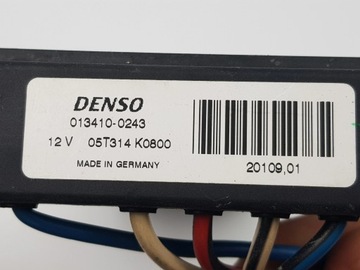 DENSO
013410-0243
12 V 05T314 K0800
MADE IN GERMANY
20109,01